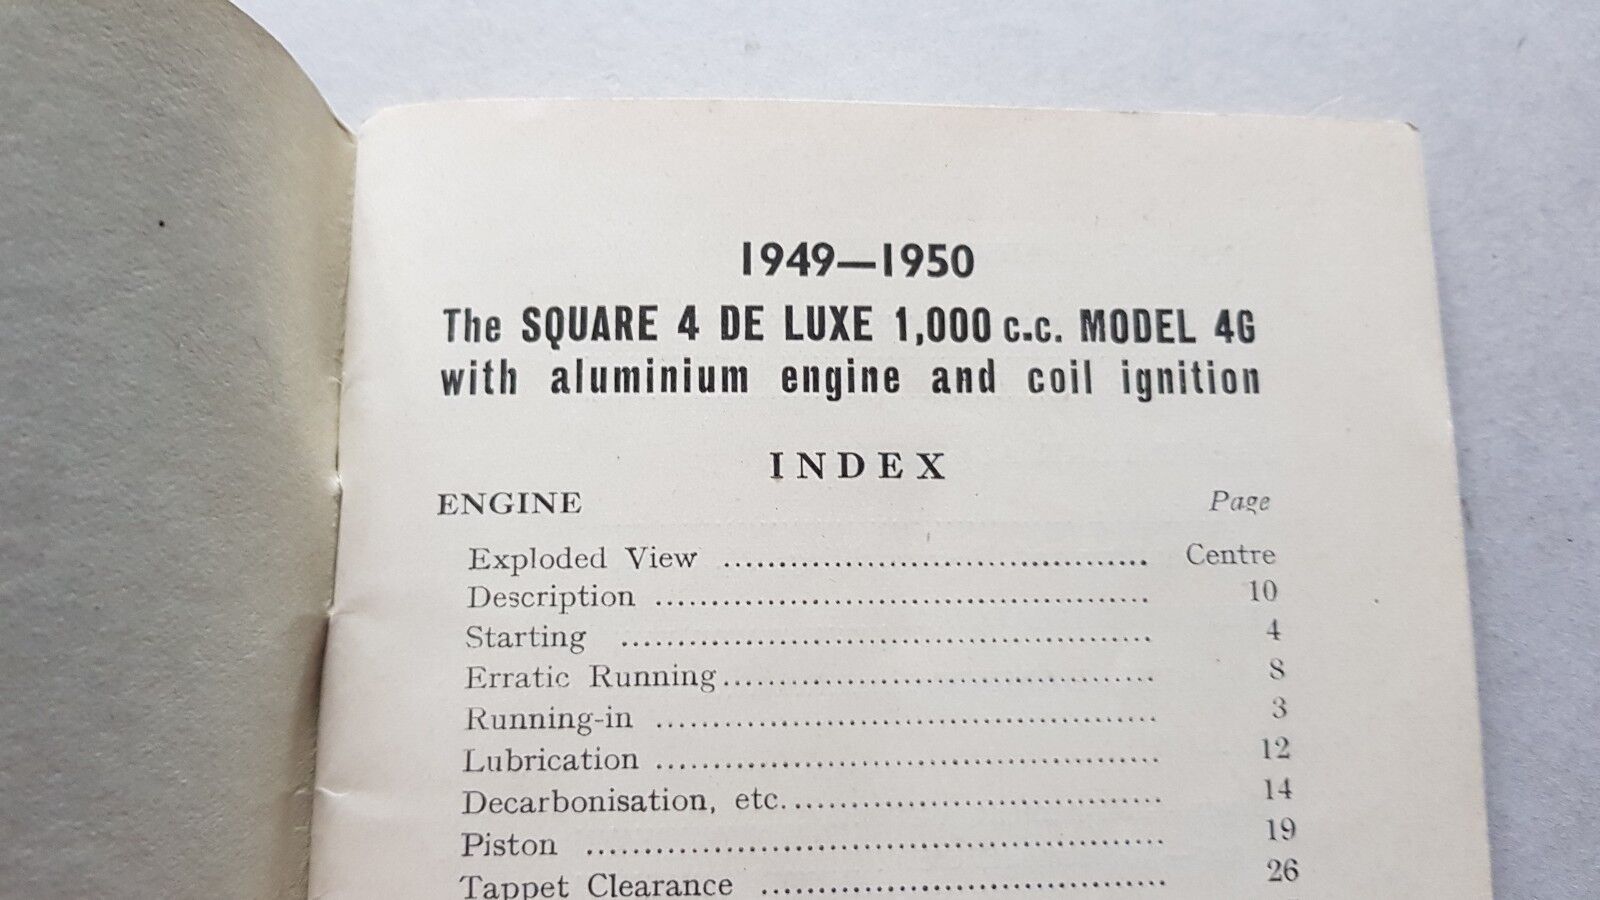 1949—1950
The SQUARE 4 DE LUXE 1,000 c.c. MODEL 4G
with aluminium engine and coil ignition
INDEX
ENGINE Page
Exploded View ...................................... Centre
Description ........................................... 10
Starting .............................................. 4
Erratic Running...................................... 8
Running-in ........................................... 3
Lubrication ........................................... 12
Decarbonisation, etc................................. 14
Piston ................................................. 19
Tappet Clearance .................................. 26